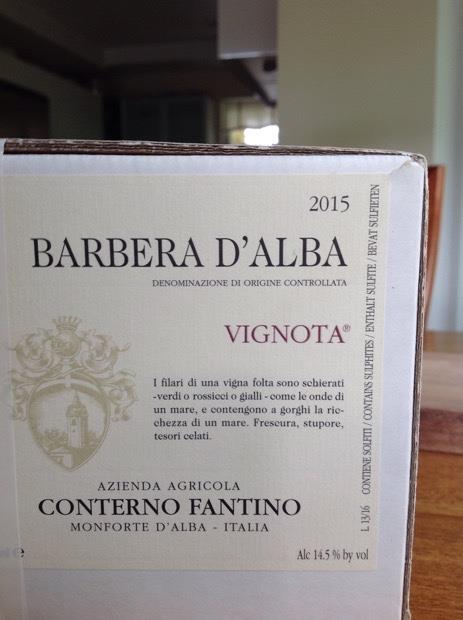 2015
BARBERA D'ALBA
DENOMINAZIONE DI ORIGINE CONTROLLATA
VIGNOTA®
I filari di una vigna folta sono schierati
-verdi o rossicci o gialli - come le onde di
un mare, e contengono a gorghi la ric-
chezza di un mare. Frescura, stupore,
tesori celati.
AZIENDA AGRICOLA
CONTERNO FANTINO
MONFORTE D'ALBA - ITALIA
e
Alc 14.5 % by vol
L 13/16 CONTIENE SOLFITI / CONTAINS SULPHITES / ENTHALT SULFITE / BEVAT SULFIETEN